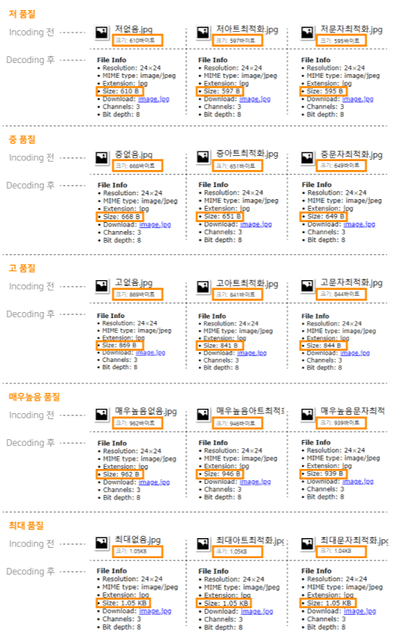 저 품질
Incoding 전
저없음.jpg
크기: 610바이트
저아트최적화.jpg
크기: 597바이트
저문자최적화.jpg
크기: 595바이트
Decoding 후
File Info
• Resolution: 24×24
• MIME type: image/jpeg
• Extension: jpg
• Size: 610 B
• Download: image.jpg
• Channels: 3
• Bit depth: 8
File Info
• Resolution: 24×24
• MIME type: image/jpeg
• Extension: jpg
• Size: 597 B
• Download: image.jpg
• Channels: 3
• Bit depth: 8
File Info
• Resolution: 24×24
• MIME type: image/jpeg
• Extension: jpg
• Size: 595 B
• Download: image.jpg
• Channels: 3
• Bit depth: 8
중 품질
Incoding 전
중없음.jpg
크기: 668바이트
중아트최적화.jpg
크기: 651바이트
중문자최적화.jpg
크기: 649바이트
Decoding 후
File Info
• Resolution: 24×24
• MIME type: image/jpeg
• Extension: jpg
• Size: 668 B
• Download: image.jpg
• Channels: 3
• Bit depth: 8
File Info
• Resolution: 24×24
• MIME type: image/jpeg
• Extension: jpg
• Size: 651 B
• Download: image.jpg
• Channels: 3
• Bit depth: 8
File Info
• Resolution: 24×24
• MIME type: image/jpeg
• Extension: jpg
• Size: 649 B
• Download: image.jpg
• Channels: 3
• Bit depth: 8
고 품질
Incoding 전
고없음.jpg
크기: 869바이트
고아트최적화.jpg
크기: 841바이트
고문자최적화.jpg
크기: 844바이트
Decoding 후
File Info
• Resolution: 24×24
• MIME type: image/jpeg
• Extension: jpg
• Size: 869 B
• Download: image.jpg
• Channels: 3
• Bit depth: 8
File Info
• Resolution: 24×24
• MIME type: image/jpeg
• Extension: jpg
• Size: 841 B
• Download: image.jpg
• Channels: 3
• Bit depth: 8
File Info
• Resolution: 24×24
• MIME type: image/jpeg
• Extension: jpg
• Size: 844 B
• Download: image.jpg
• Channels: 3
• Bit depth: 8
매우높음 품질
Incoding 전
매우높음없음.jpg
크기: 962바이트
매우높음아트최적
크기: 946바이트
매우높음문자최적
크기: 939바이트
Decoding 후
File Info
• Resolution: 24×24
• MIME type: image/jpeg
• Extension: jpg
• Size: 962 B
• Download: image.jpg
• Channels: 3
• Bit depth: 8
File Info
• Resolution: 24×24
• MIME type: image/jpeg
• Extension: jpg
• Size: 946 B
• Download: image.jpg
• Channels: 3
• Bit depth: 8
File Info
• Resolution: 24×24
• MIME type: image/jpeg
• Extension: jpg
• Size: 939 B
• Download: image.jpg
• Channels: 3
• Bit depth: 8
최대 품질
Incoding 전
최대없음.jpg
크기: 1.05KB
최대아트최적화.jpg
크기: 1.05KB
최대문자최적화.jpg
크기: 1.04KB
Decoding 후
File Info
• Resolution: 24×24
• MIME type: image/jpeg
• Extension: jpg
• Size: 1.05 KB
• Download: image.jpg
• Channels: 3
• Bit depth: 8
File Info
• Resolution: 24×24
• MIME type: image/jpeg
• Extension: jpg
• Size: 1.05 KB
• Download: image.jpg
• Channels: 3
• Bit depth: 8
File Info
• Resolution: 24×24
• MIME type: image/jpeg
• Extension: jpg
• Size: 1.05 KB
• Download: image.jpg
• Channels: 3
• Bit depth: 8